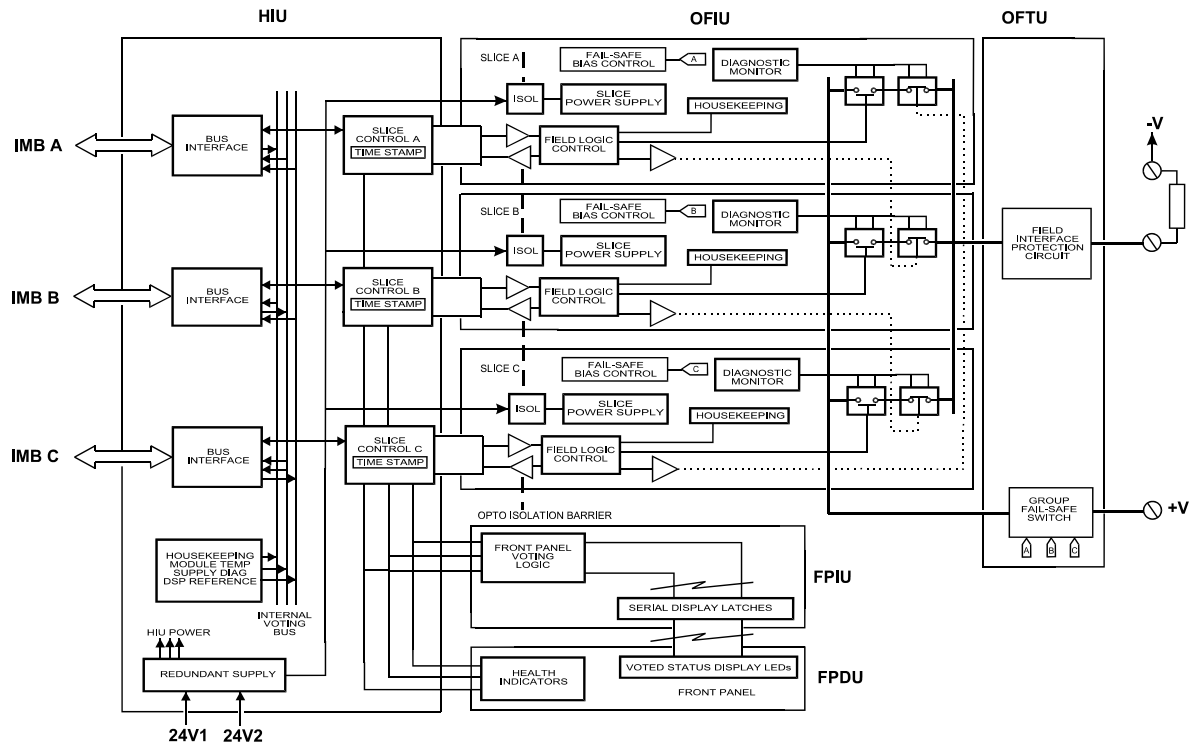 HIU
OFIU
OFTU
SLICE A
FAIL-SAFE
BIAS CONTROL
A
DIAGNOSTIC
MONITOR
ISOL
SLICE
POWER SUPPLY
HOUSEKEEPING
IMB A
BUS
INTERFACE
SLICE
CONTROL A
TIME STAMP
FIELD LOGIC
CONTROL
-V
SLICE B
FAIL-SAFE
BIAS CONTROL
B
DIAGNOSTIC
MONITOR
ISOL
SLICE
POWER SUPPLY
HOUSEKEEPING
FIELD
INTERFACE
PROTECTION
CIRCUIT
IMB B
BUS
INTERFACE
SLICE
CONTROL B
TIME STAMP
FIELD LOGIC
CONTROL
SLICE C
FAIL-SAFE
BIAS CONTROL
C
DIAGNOSTIC
MONITOR
ISOL
SLICE
POWER SUPPLY
HOUSEKEEPING
IMB C
BUS
INTERFACE
SLICE
CONTROL C
TIME STAMP
FIELD LOGIC
CONTROL
GROUP
FAIL-SAFE
SWITCH
A
B
C
+V
OPTO ISOLATION BARRIER
HOUSEKEEPING
MODULE TEMP
SUPPLY DIAG
DSP REFERENCE
FRONT PANEL
VOTING
LOGIC
FPIU
SERIAL DISPLAY LATCHES
INTERNAL
VOTING
BUS
HIU POWER
REDUNDANT SUPPLY
HEALTH
INDICATORS
VOTED STATUS DISPLAY LEDs
FPDU
FRONT PANEL
24V1
24V2